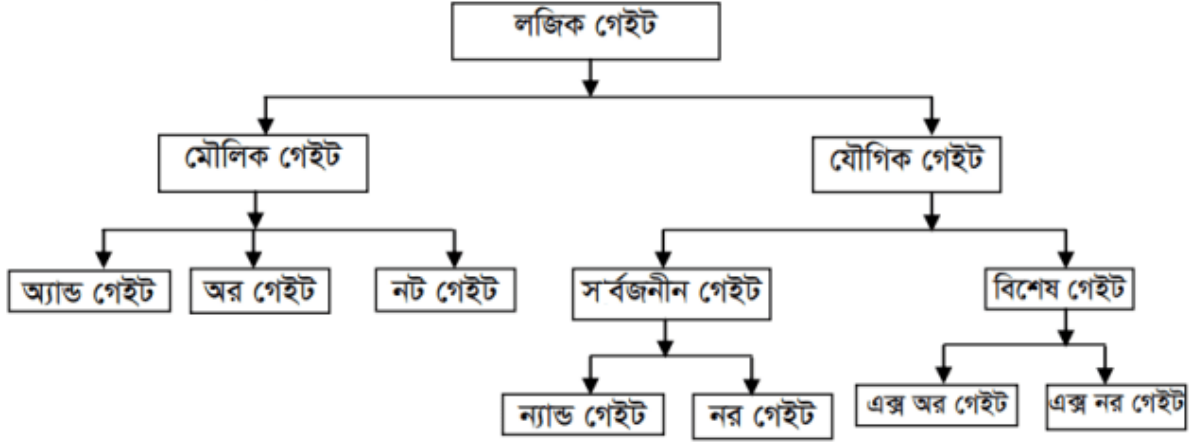 লজিক গেইট
মৌলিক গেইট
যৌগিক গেইট
অ্যান্ড গেইট
অর গেইট
নট গেইট
সার্বজনীন গেইট
বিশেষ গেইট
ন্যান্ড গেইট
নর গেইট
এক্স অর গেইট
এক্স নর গেইট